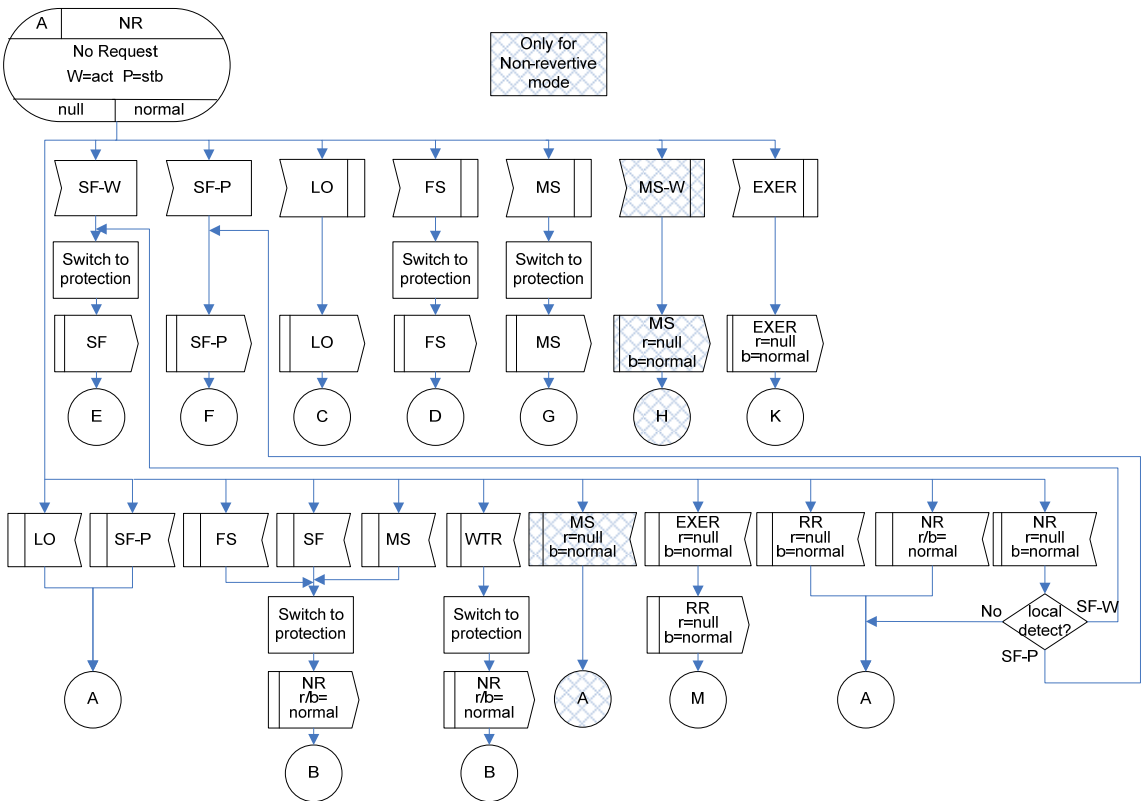 A
NR
No Request
W=act P=stb
null
normal
Only for
Non-revertive
mode
SF-W
SF-P
LO
FS
MS
MS-W
EXER
Switch to
protection
Switch to
protection
Switch to
protection
SF
SF-P
LO
FS
MS
MS
r=null
b=normal
EXER
r=null
b=normal
E
F
C
D
G
H
K
LO
SF-P
FS
SF
MS
WTR
MS
r=null
b=normal
EXER
r=null
b=normal
RR
r=null
b=normal
NR
r/b=
normal
NR
r=null
b=normal
Switch to
protection
Switch to
protection
RR
r=null
b=normal
No
local
detect?
SF-W
SF-P
A
NR
r/b=
normal
NR
r/b=
normal
A
M
A
B
B